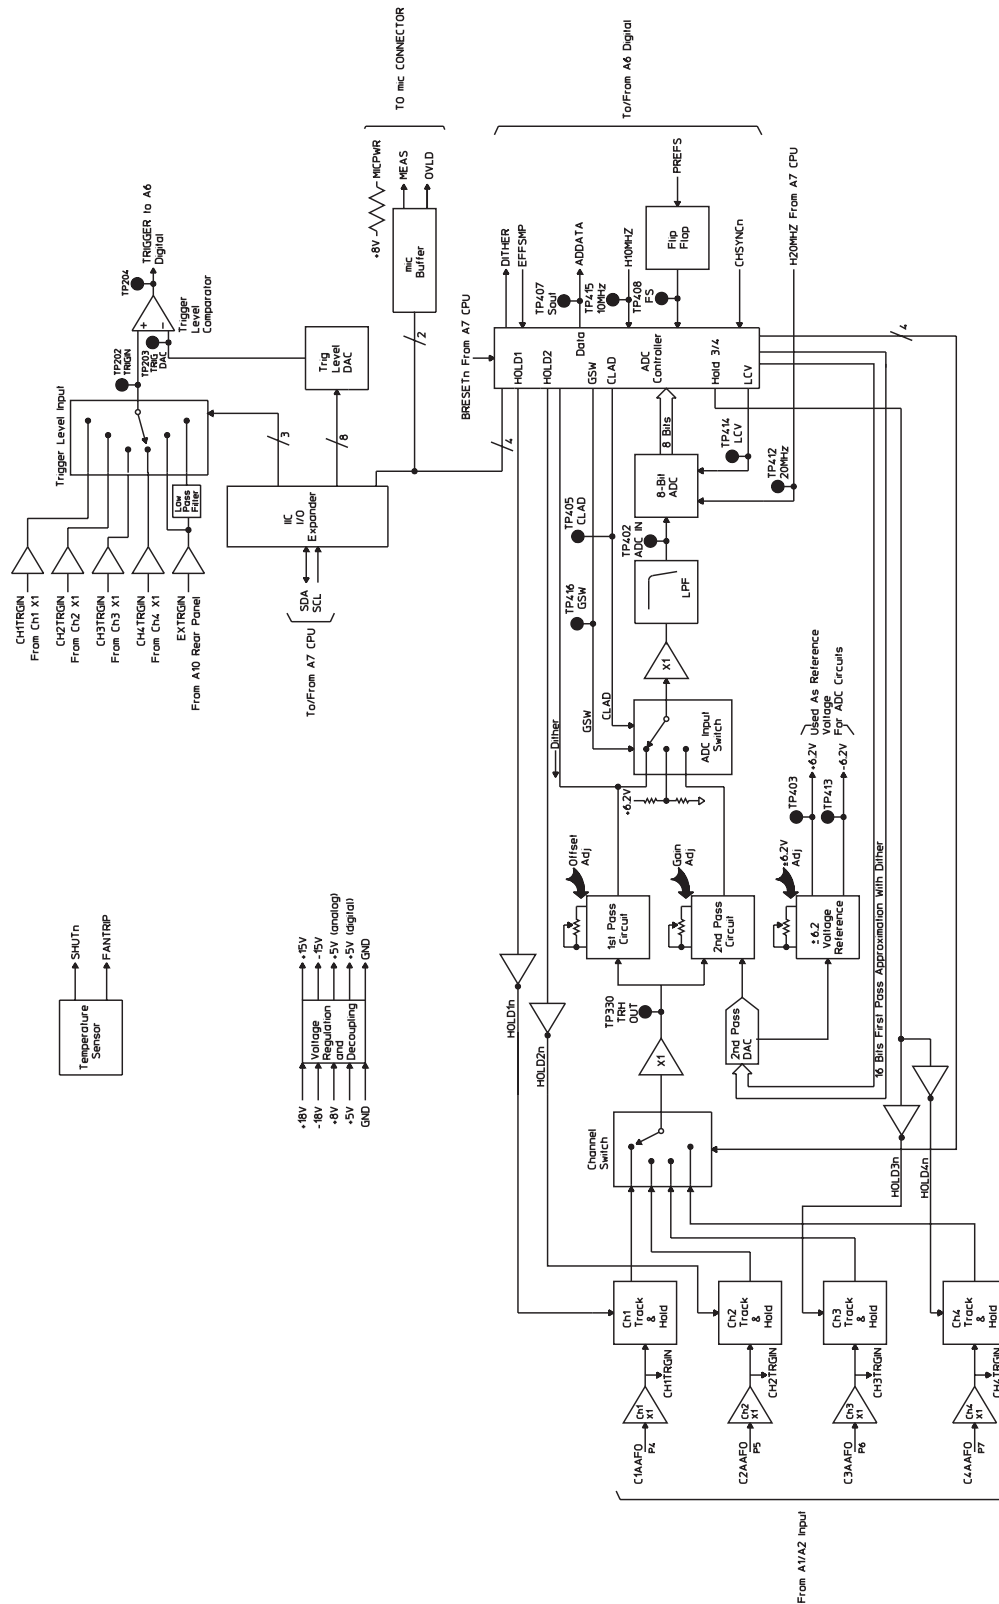 CH1TRGIN
From Ch1 X1
CH2TRGIN
From Ch2 X1
CH3TRGIN
From Ch3 X1
CH4TRGIN
From Ch4 X1
EXTRGIN
From A10 Rear Panel
Low
Pass
Filter
Trigger Level Input
TP202
TRIGIN
TP203
TRIG
DAC
+
-
TP204
Trigger
Level
Comparator
TRIGGER to A6
Digital
Trig
Level
DAC
3
8
IIC
I/O
Expander
SDA
SCL
To/From A7 CPU
2
4
mic
Buffer
+8V
MICPWR
MEAS
OVLD
TO mic CONNECTOR
Temperature
Sensor
SHUTn
FANTRIP
+18V
-18V
+8V
+5V
GND
Voltage
Regulation
and
Decoupling
+15V
-15V
+5V (analog)
+5V (digital)
GND
BRESETn From A7 CPU
HOLD1
HOLD2
Data
GSW
CLAD
ADC
Controller
Hold 3/4
LCV
DITHER
EFFSMP
TP407
Sout
ADDATA
TP415
10MHz
H10MHZ
TP408
FS
Flip
Flop
PREFS
CHSYNCn
H20MHZ From A7 CPU
To/From A6 Digital
4
8 Bits
8-Bit
ADC
TP414
LCV
TP412
20MHz
TP405
CLAD
TP402
ADC IN
TP416
GSW
LPF
X1
GSW
CLAD
ADC Input
Switch
Dither
+6.2V
Offset
Adj
1st Pass
Circuit
Gain
Adj
2nd Pass
Circuit
±6.2V
Adj
±6.2
Voltage
Reference
TP403
+6.2V
TP413
-6.2V
Used As Reference
Voltage
For ADC Circuits
16 Bits First Pass Approximation With Dither
2nd Pass
DAC
TP330
TRH
OUT
X1
Channel
Switch
HOLD1n
HOLD2n
HOLD3n
HOLD4n
Ch1
Track
&
Hold
Ch2
Track
&
Hold
Ch3
Track
&
Hold
Ch4
Track
&
Hold
CH1TRGIN
CH2TRGIN
CH3TRGIN
CH4TRGIN
Ch1
X1
Ch2
X1
Ch3
X1
Ch4
X1
C1AAFO
P4
C2AAFO
P5
C3AAFO
P6
C4AAFO
P7
From A1/A2 Input